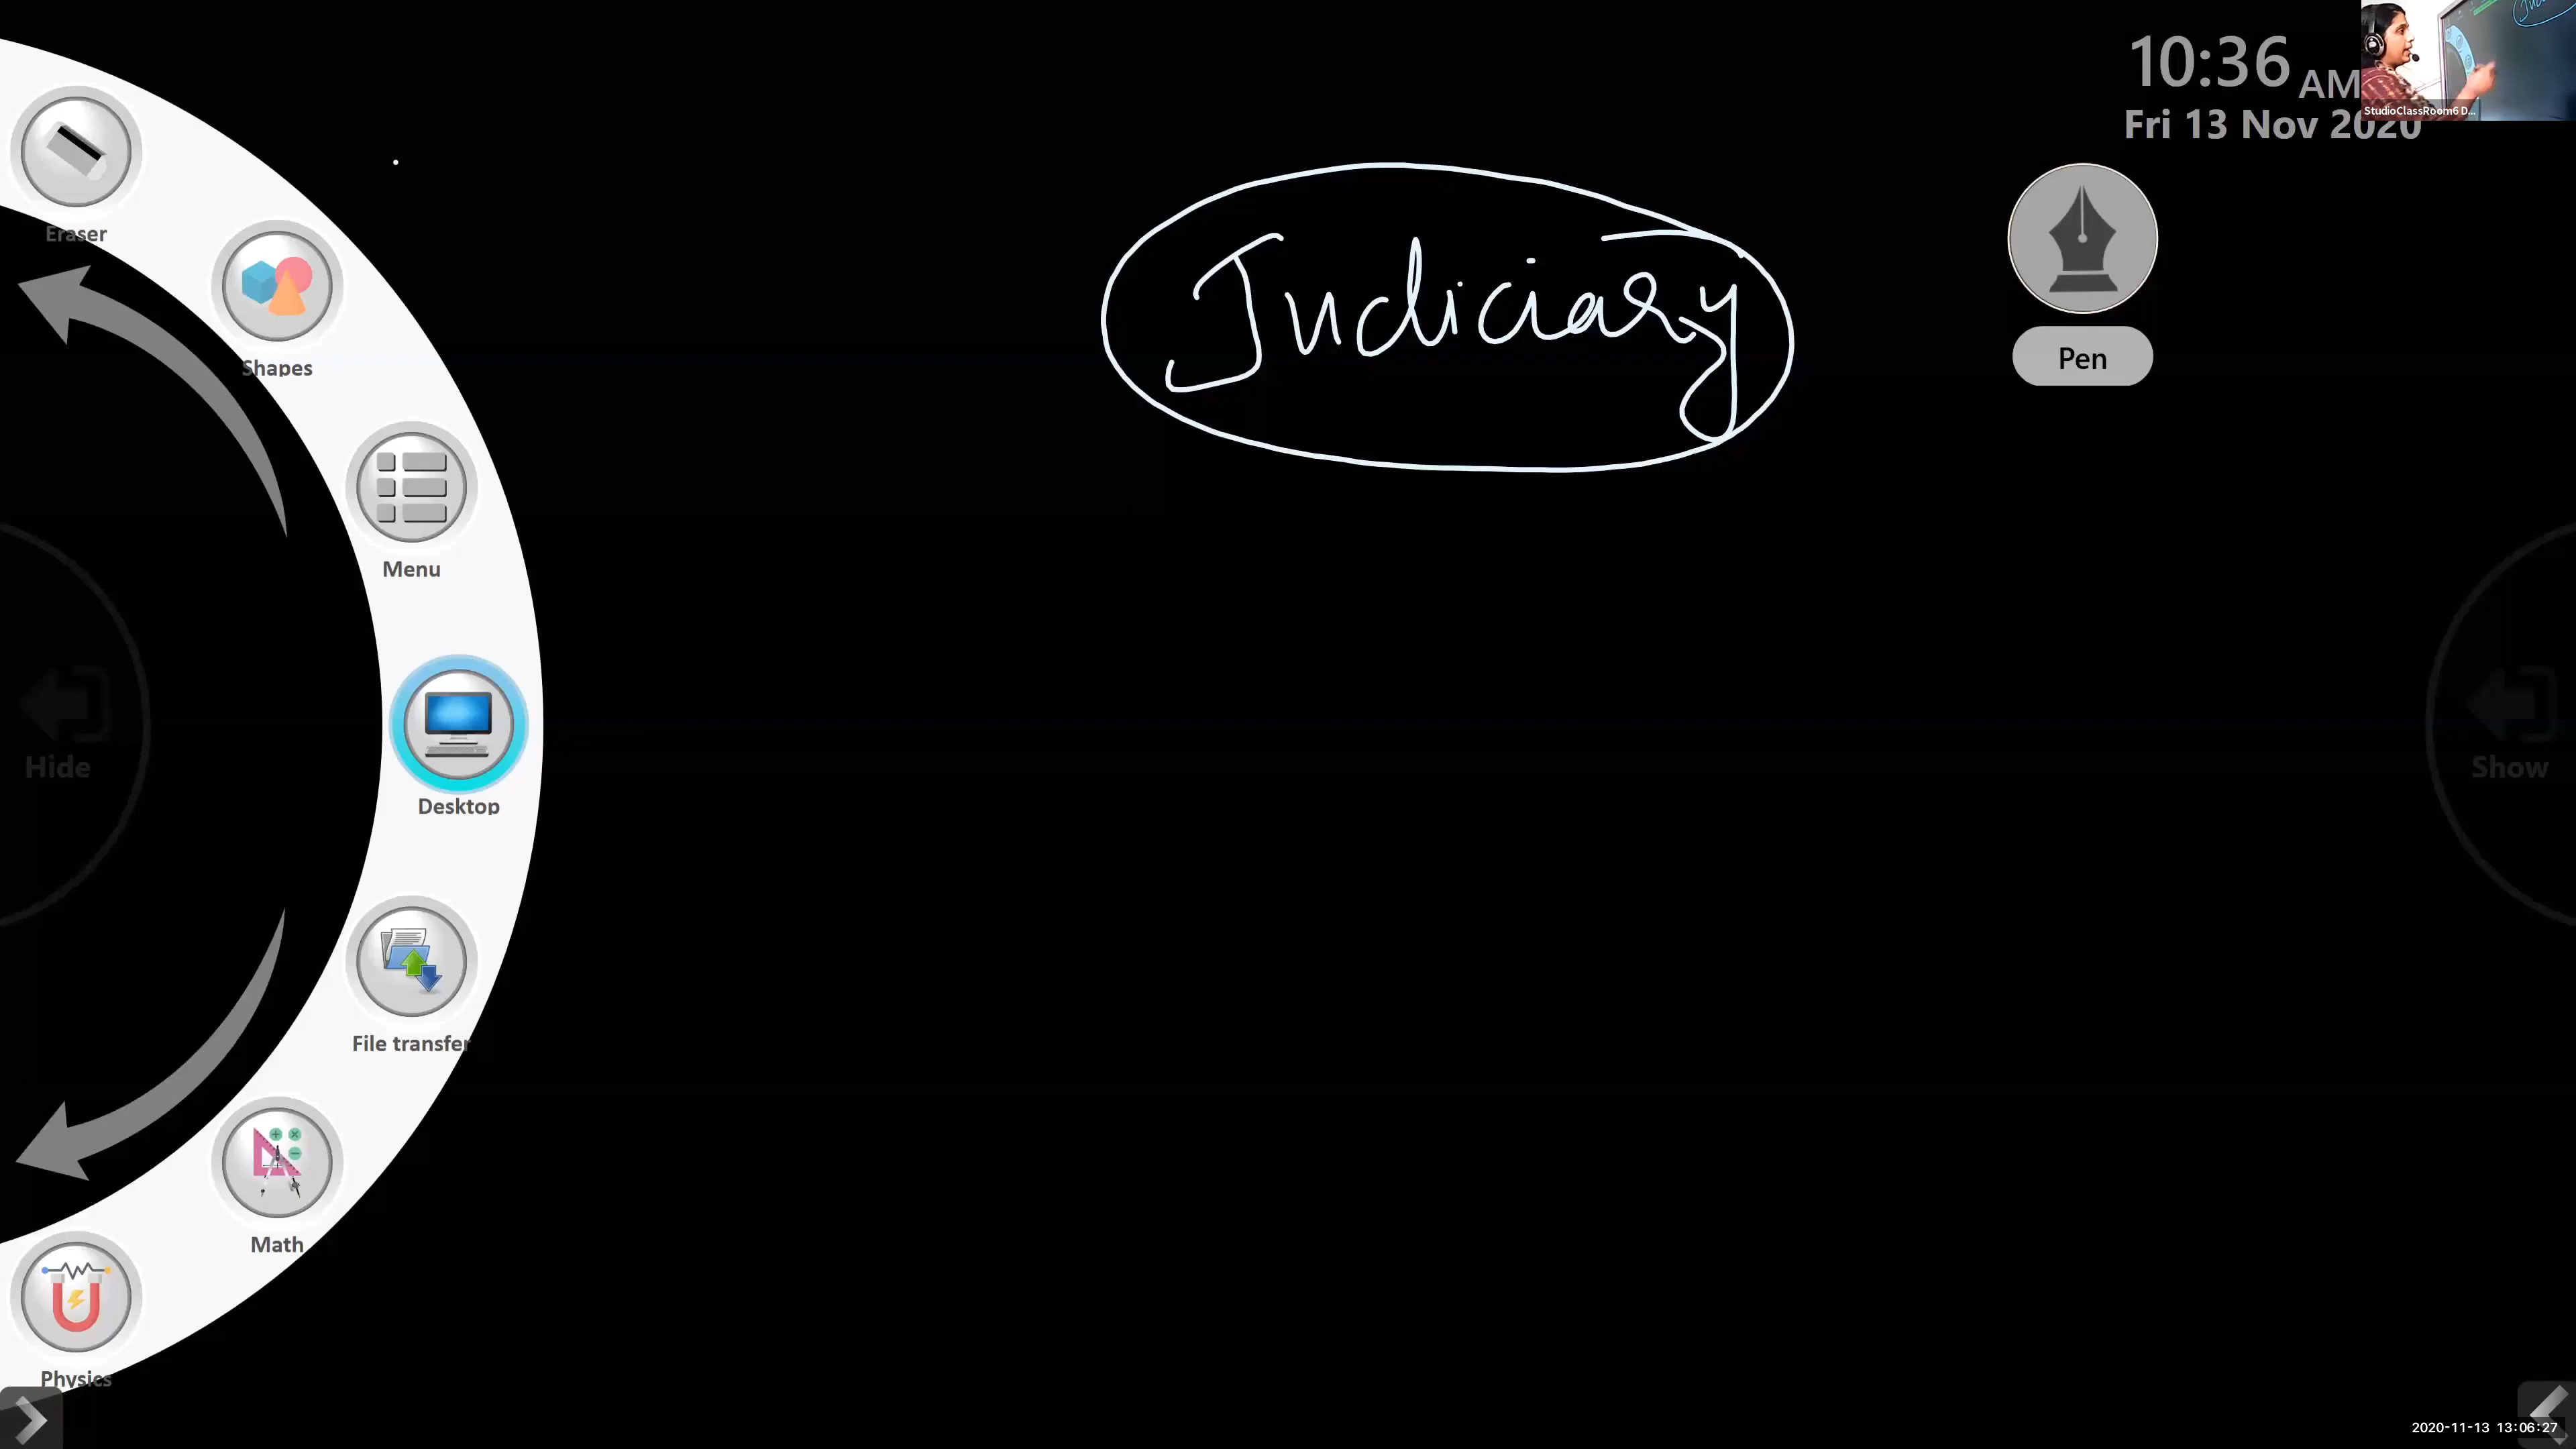 10:36 AM
Fri 13 Nov 2020
StudioClassRoom6 D...
Judiciary
Pen
Eraser
Shapes
Menu
Desktop
Hide
Show
File transfer
Math
Physics
2020-11-13 13:06:27